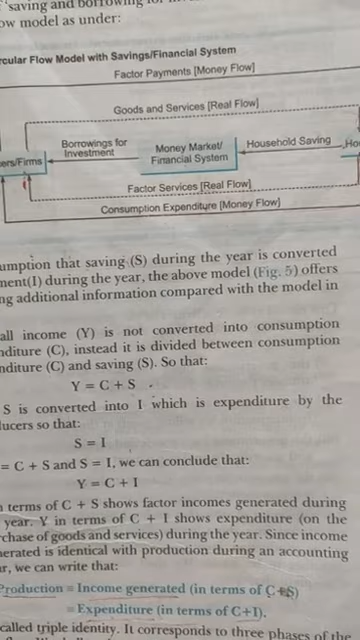 saving and borrowing
ow model as under:
rcular Flow Model with Savings/Financial System
Factor Payments [Money Flow]
Goods and Services [Real Flow]
Borrowings for
Investment
Money Market/
Financial System
Household Saving
Ho
ers/Firms
Factor Services [Real Flow]
Consumption Expenditure [Money Flow]
umption that saving (S) during the year is converted
ment(I) during the year, the above model (Fig. 5) offers
ng additional information compared with the model in
all income (Y) is not converted into consumption
nditure (C), instead it is divided between consumption
nditure (C) and saving (S). So that:
Y = C + S
S is converted into I which is expenditure by the
lucers so that:
S = I
= C + S and S = I, we can conclude that:
Y = C + I
n terms of C + S shows factor incomes generated during
year. Y in terms of C + I shows expenditure (on the
chase of goods and services) during the year. Since income
nerated is identical with production during an accounting
ar, we can write that:
Production ≡ Income generated (in terms of C+S)
≡ Expenditure (in terms of C+I).
called triple identity. It corresponds to three phases of the